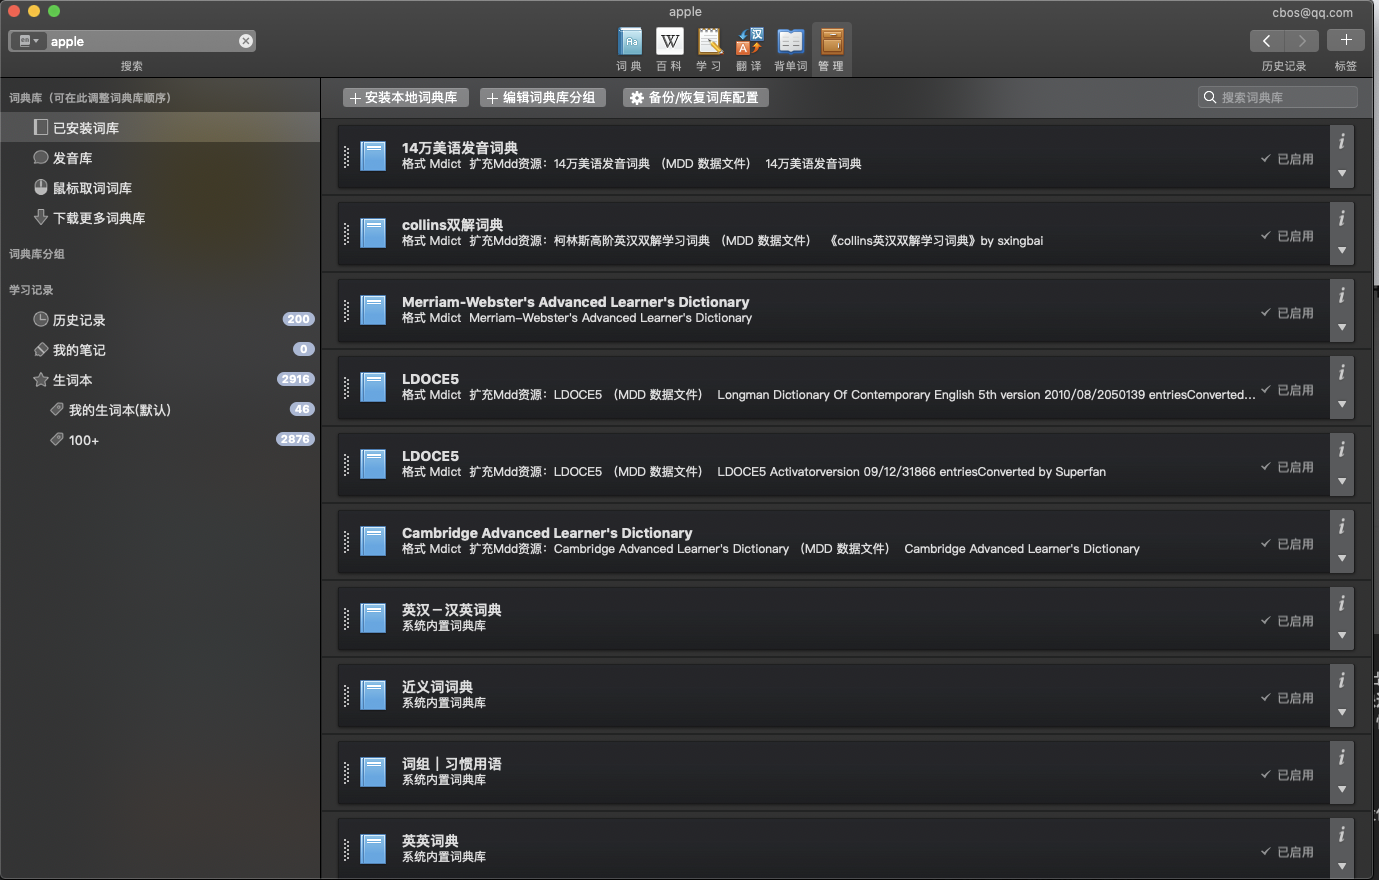 apple
cbos@qq.com
apple
搜索
词 典
百 科
学 习
翻 译
背单词
管 理
历史记录
标签
词典库（可在此调整词典库顺序）
已安装词库
发音库
鼠标取词词库
下载更多词典库
词典库分组
学习记录
历史记录 200
我的笔记 0
生词本 2916
我的生词本(默认) 46
100+ 2876
安装本地词典库
编辑词典库分组
备份/恢复词库配置
搜索词典库
14万美语发音词典
格式 Mdict 扩充Mdd资源：14万美语发音词典 （MDD 数据文件） 14万美语发音词典
已启用
collins双解词典
格式 Mdict 扩充Mdd资源：柯林斯高阶英汉双解学习词典 （MDD 数据文件） 《collins英汉双解学习词典》by sxingbai
已启用
Merriam-Webster's Advanced Learner's Dictionary
格式 Mdict Merriam-Webster's Advanced Learner's Dictionary
已启用
LDOCE5
格式 Mdict 扩充Mdd资源：LDOCE5 （MDD 数据文件） Longman Dictionary Of Contemporary English 5th version 2010/08/2050139 entriesConverted...
已启用
LDOCE5
格式 Mdict 扩充Mdd资源：LDOCE5 （MDD 数据文件） LDOCE5 Activatorversion 09/12/31866 entriesConverted by Superfan
已启用
Cambridge Advanced Learner's Dictionary
格式 Mdict 扩充Mdd资源：Cambridge Advanced Learner's Dictionary （MDD 数据文件） Cambridge Advanced Learner's Dictionary
已启用
英汉－汉英词典
系统内置词典库
已启用
近义词词典
系统内置词典库
已启用
词组｜习惯用语
系统内置词典库
已启用
英英词典
系统内置词典库
已启用